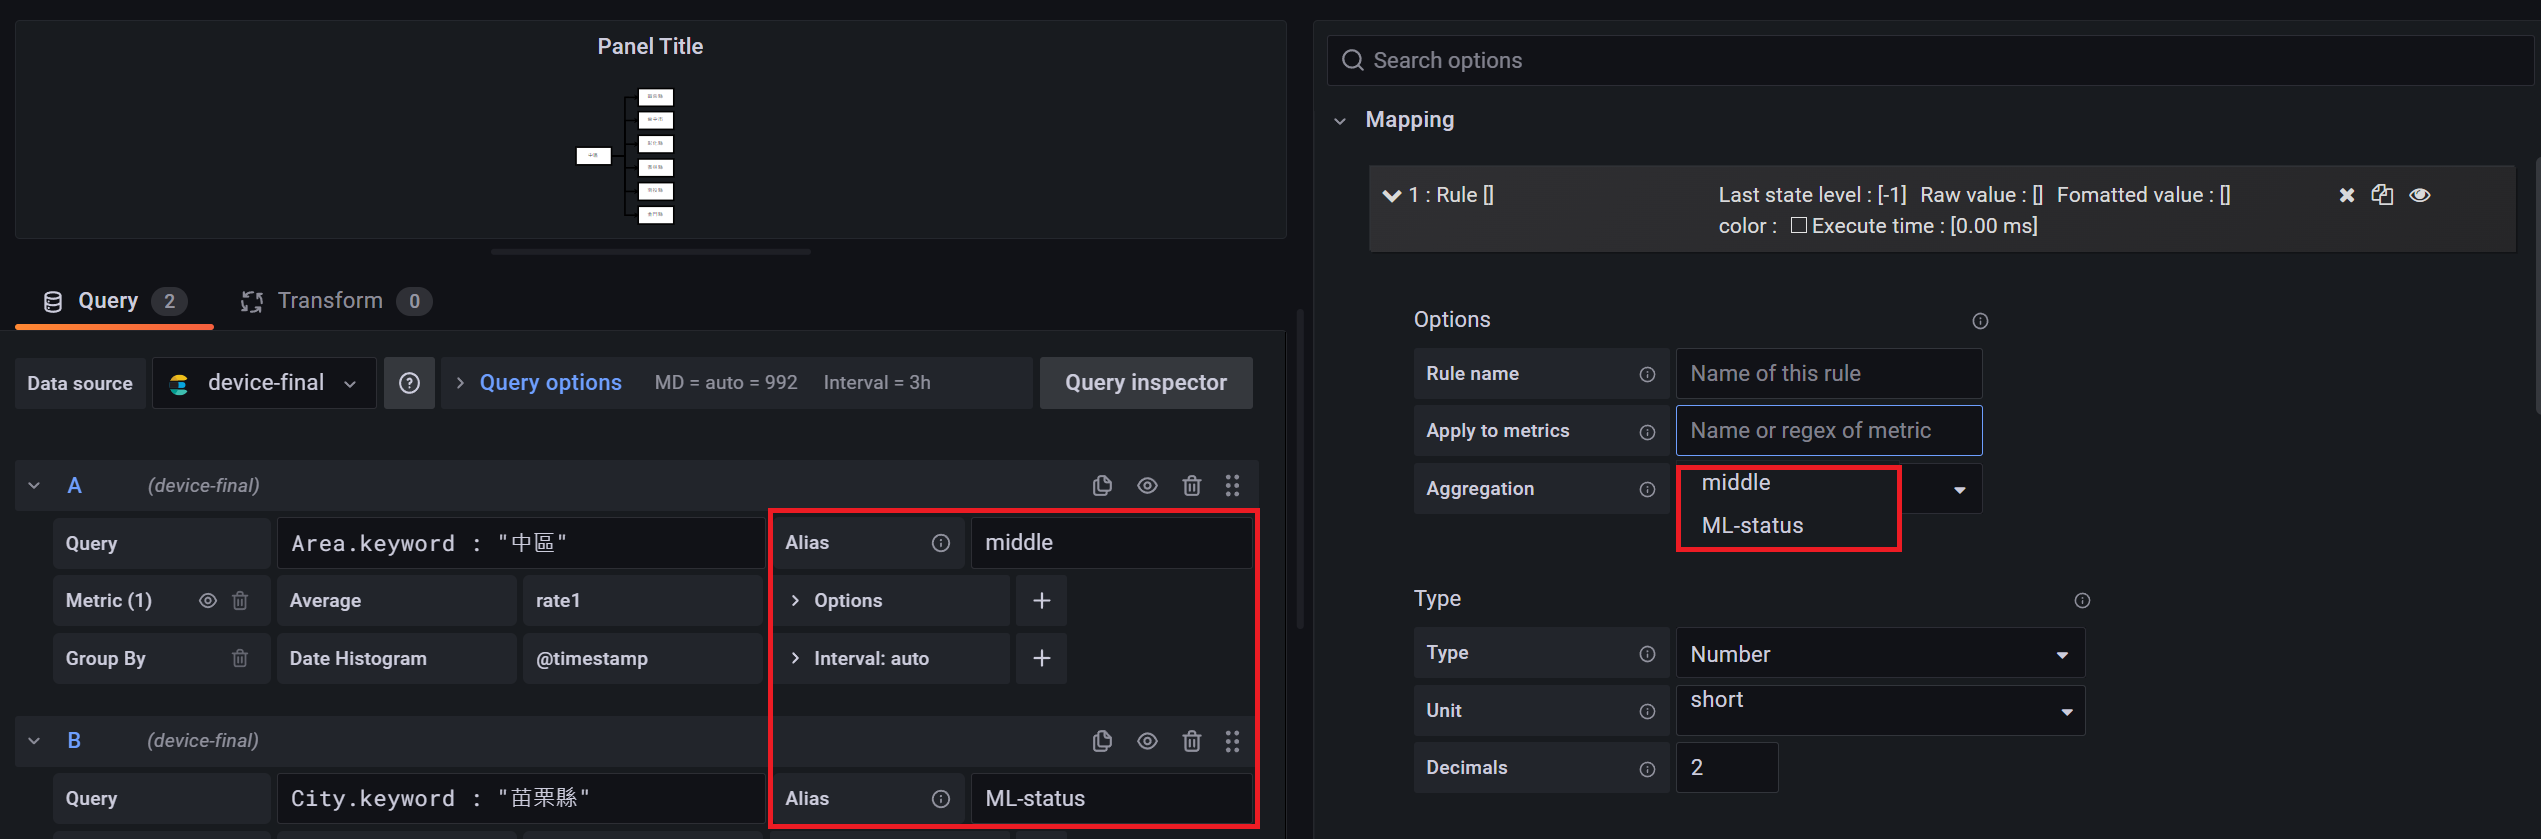 Panel Title
Query 2
Transform 0
Data source
device-final
Query options MD = auto = 992 Interval = 3h
Query inspector
A (device-final)
Query Area.keyword : "中區"
Alias middle
Metric (1) Average rate1
Options
Group By Date Histogram @timestamp
Interval: auto
B (device-final)
Query City.keyword : "苗栗縣"
Alias ML-status
Search options
Mapping
1 : Rule []
Last state level : [-1] Raw value : [] Fomatted value : []
color : Execute time : [0.00 ms]
Options
Rule name Name of this rule
Apply to metrics Name or regex of metric
Aggregation
middle
ML-status
Type
Type Number
Unit short
Decimals 2